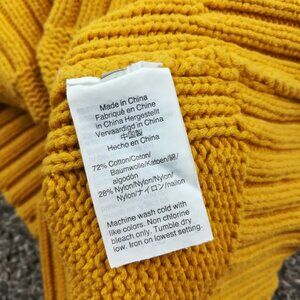 Made in China
Fabriqué en Chine
in China Hergestellt
Vervaardigd in China
中国製
Hecho en China
72% Cotton/Coton/
Baumwolle/Katoen/綿/
algodón
28% Nylon/Nylon/Nylon/
Nylon/ナイロン/nailon
Machine wash cold with
like colors. Non chlorine
bleach only. Tumble dry
low. Iron on lowest setting.